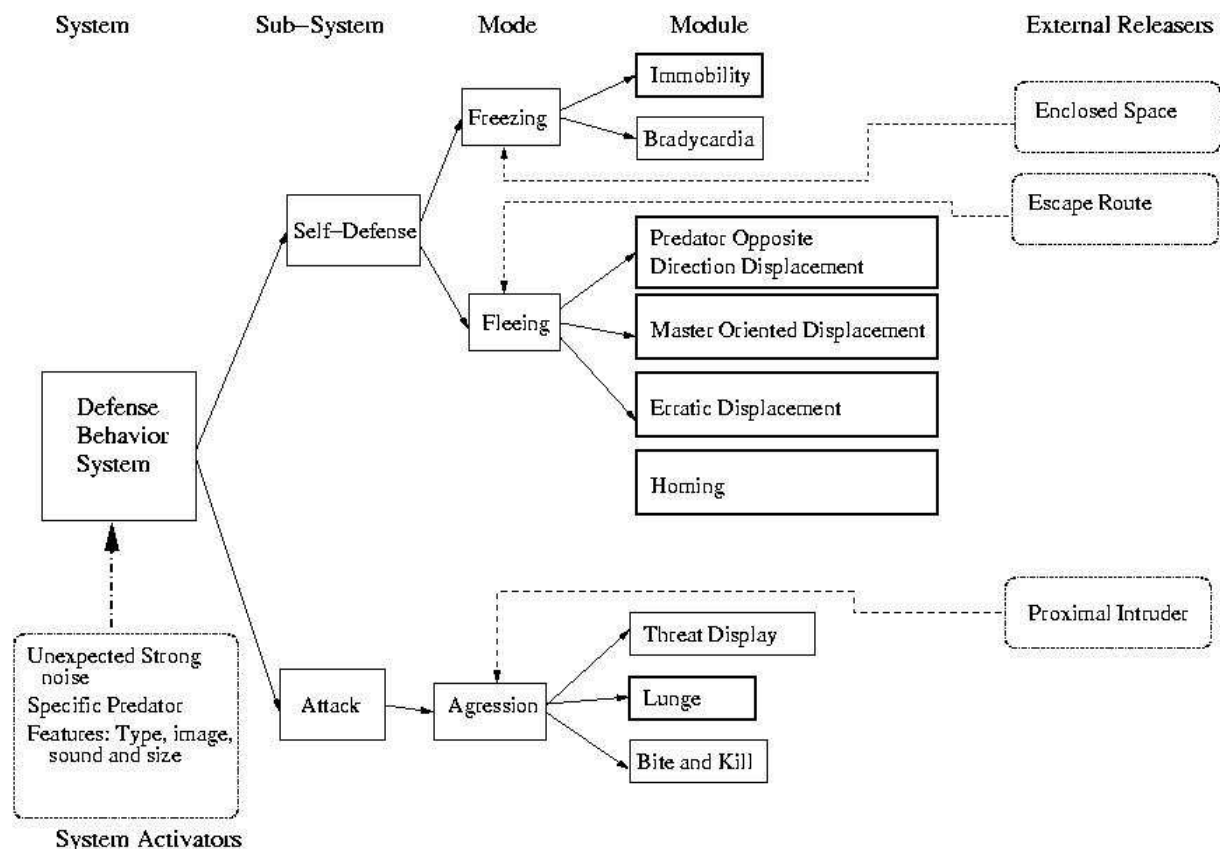 System
Sub-System
Mode
Module
External Releasers
Immobility
Freezing
Bradycardia
Enclosed Space
Escape Route
Self-Defense
Predator Opposite
Direction Displacement
Fleeing
Master Oriented Displacement
Erratic Displacement
Homing
Defense
Behavior
System
Proximal Intruder
Threat Display
Attack
Agression
Lunge
Bite and Kill
Unexpected Strong
noise
Specific Predator
Features: Type, image,
sound and size
System Activators